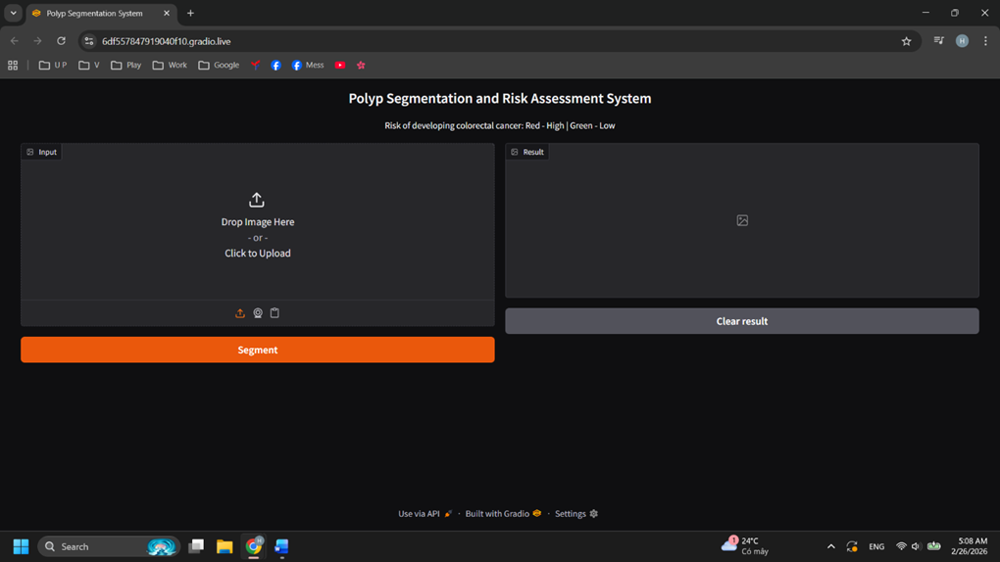 Polyp Segmentation System
6df557847919040f10.gradio.live
H
U P
V
Play
Work
Google
Mess
Polyp Segmentation and Risk Assessment System
Risk of developing colorectal cancer: Red - High | Green - Low
Input
Drop Image Here
- or -
Click to Upload
Segment
Result
Clear result
Use via API · Built with Gradio · Settings
Search
H
1
24°C
Có mây
ENG
5:08 AM
2/26/2026